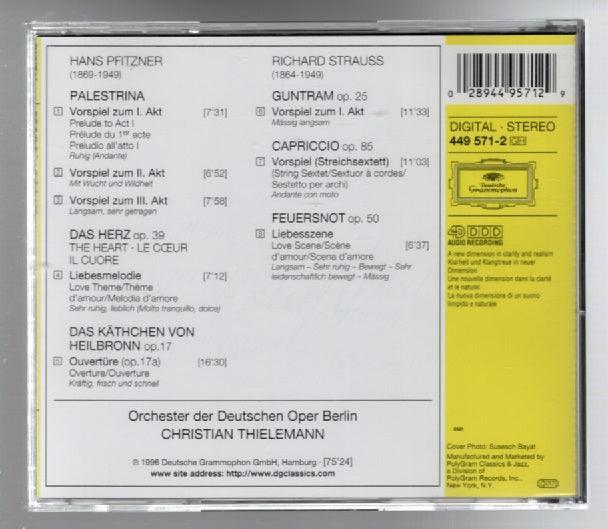 HANS PFITZNER
(1869-1949)
PALESTRINA
1 Vorspiel zum I. Akt [7'31]
Prelude to Act I
Prélude du 1er acte
Preludio all'atto I
Ruhig (Andante)
2 Vorspiel zum II. Akt [6'52]
Mit Wucht und Wildheit
3 Vorspiel zum III. Akt [7'58]
Langsam, sehr getragen
DAS HERZ op. 39
THE HEART · LE CŒUR
IL CUORE
4 Liebesmelodie [7'12]
Love Theme/Thème
d'amour/Melodia d'amore
Sehr ruhig, lieblich (Molto tranquillo, dolce)
DAS KÄTHCHEN VON
HEILBRONN op. 17
5 Ouvertüre (op. 17a) [16'30]
Overture/Ouverture
Kräftig, frisch und schnell
RICHARD STRAUSS
(1864-1949)
GUNTRAM op. 25
6 Vorspiel zum I. Akt [11'33]
Mässig langsam
CAPRICCIO op. 85
7 Vorspiel (Streichsextett) [11'03]
(String Sextet/Sextuor à cordes/
Sestetto per archi)
Andante con moto
FEUERSNOT op. 50
8 Liebesszene
Love Scene/Scène [6'37]
d'amour/Scena d'amore
Langsam – Sehr ruhig – Bewegt – Sehr
leidenschaftlich bewegt – Mässig
Orchester der Deutschen Oper Berlin
CHRISTIAN THIELEMANN
℗ 1996 Deutsche Grammophon GmbH, Hamburg · [75'24]
www site address: http://www.dgclassics.com
0 28944 95712 9
DIGITAL · STEREO
449 571-2 GH
Deutsche
Grammophon
4D DDD
AUDIO RECORDING
A new dimension in clarity and realism
Klarheit und Klangtreue in neuer
Dimension
Une nouvelle dimension dans la clarté
et le naturel
La nuova dimensione di un suono
limpido e naturale
Cover Photo: Susesch Bayat
Manufactured and Marketed by
PolyGram Classics & Jazz,
a Division of
PolyGram Records, Inc.,
New York, N.Y.